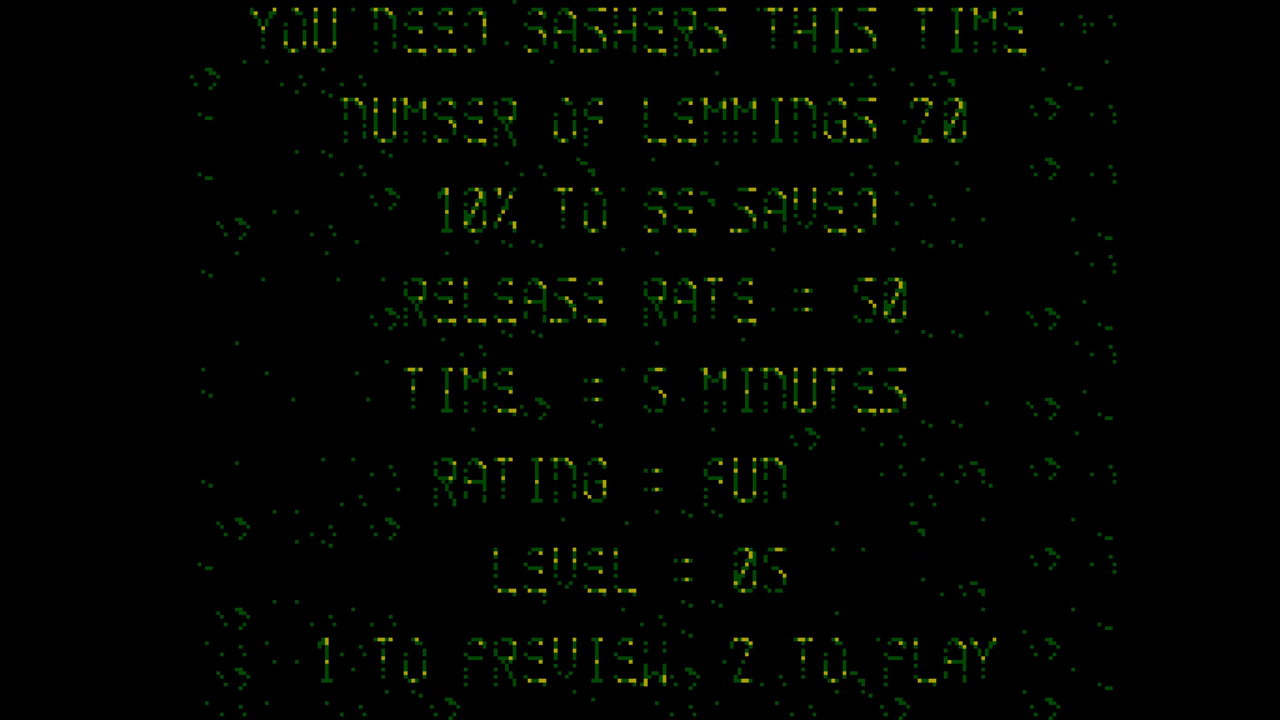 YOU NEED BASHERS THIS TIME
NUMBER OF LEMMINGS 20
10% TO BE SAVED
RELEASE RATE = 50
TIME = 5 MINUTES
RATING = FUN
LEVEL = 05
1 TO PREVIEW 2 TO PLAY